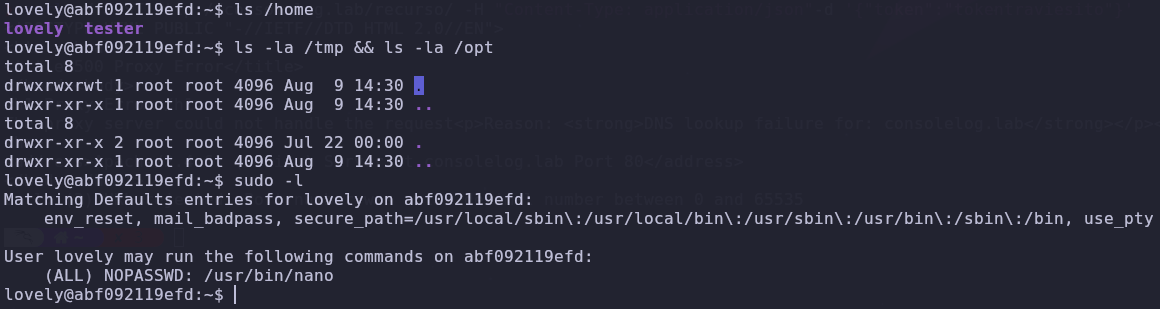 lovely@abf092119efd:~$ ls /home
lovely  tester
lovely@abf092119efd:~$ ls -la /tmp && ls -la /opt
total 8
drwxrwxrwt 1 root root 4096 Aug  9 14:30 .
drwxr-xr-x 1 root root 4096 Aug  9 14:30 ..
total 8
drwxr-xr-x 2 root root 4096 Jul 22 00:00 .
drwxr-xr-x 1 root root 4096 Aug  9 14:30 ..
lovely@abf092119efd:~$ sudo -l
Matching Defaults entries for lovely on abf092119efd:
    env_reset, mail_badpass, secure_path=/usr/local/sbin\:/usr/local/bin\:/usr/sbin\:/usr/bin\:/sbin\:/bin, use_pty

User lovely may run the following commands on abf092119efd:
    (ALL) NOPASSWD: /usr/bin/nano
lovely@abf092119efd:~$